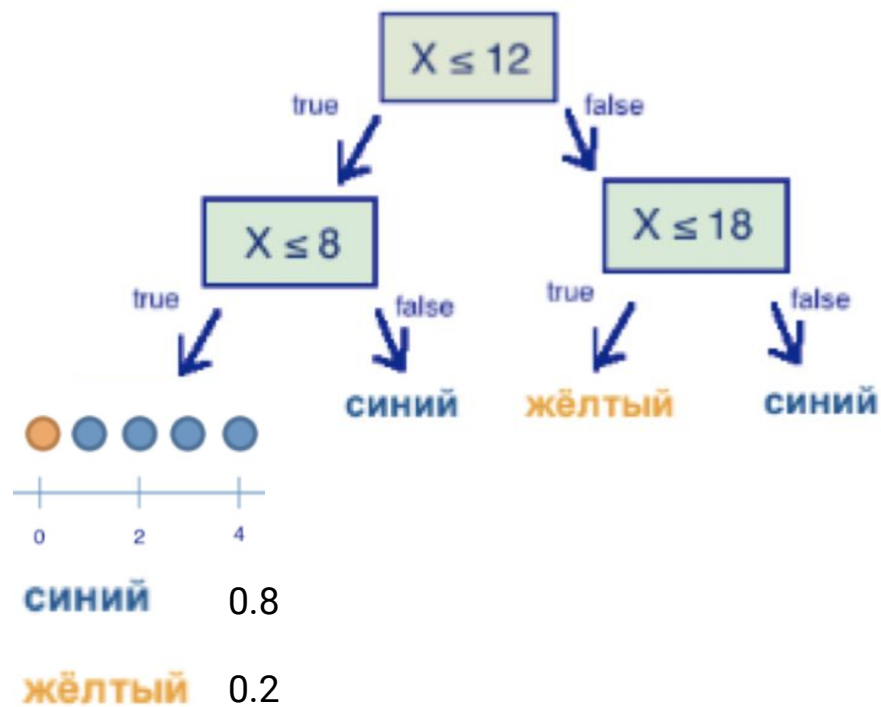 X ≤ 12
true false
X ≤ 8 X ≤ 18
true false true false
синий жёлтый синий
0 2 4
синий 0.8
жёлтый 0.2